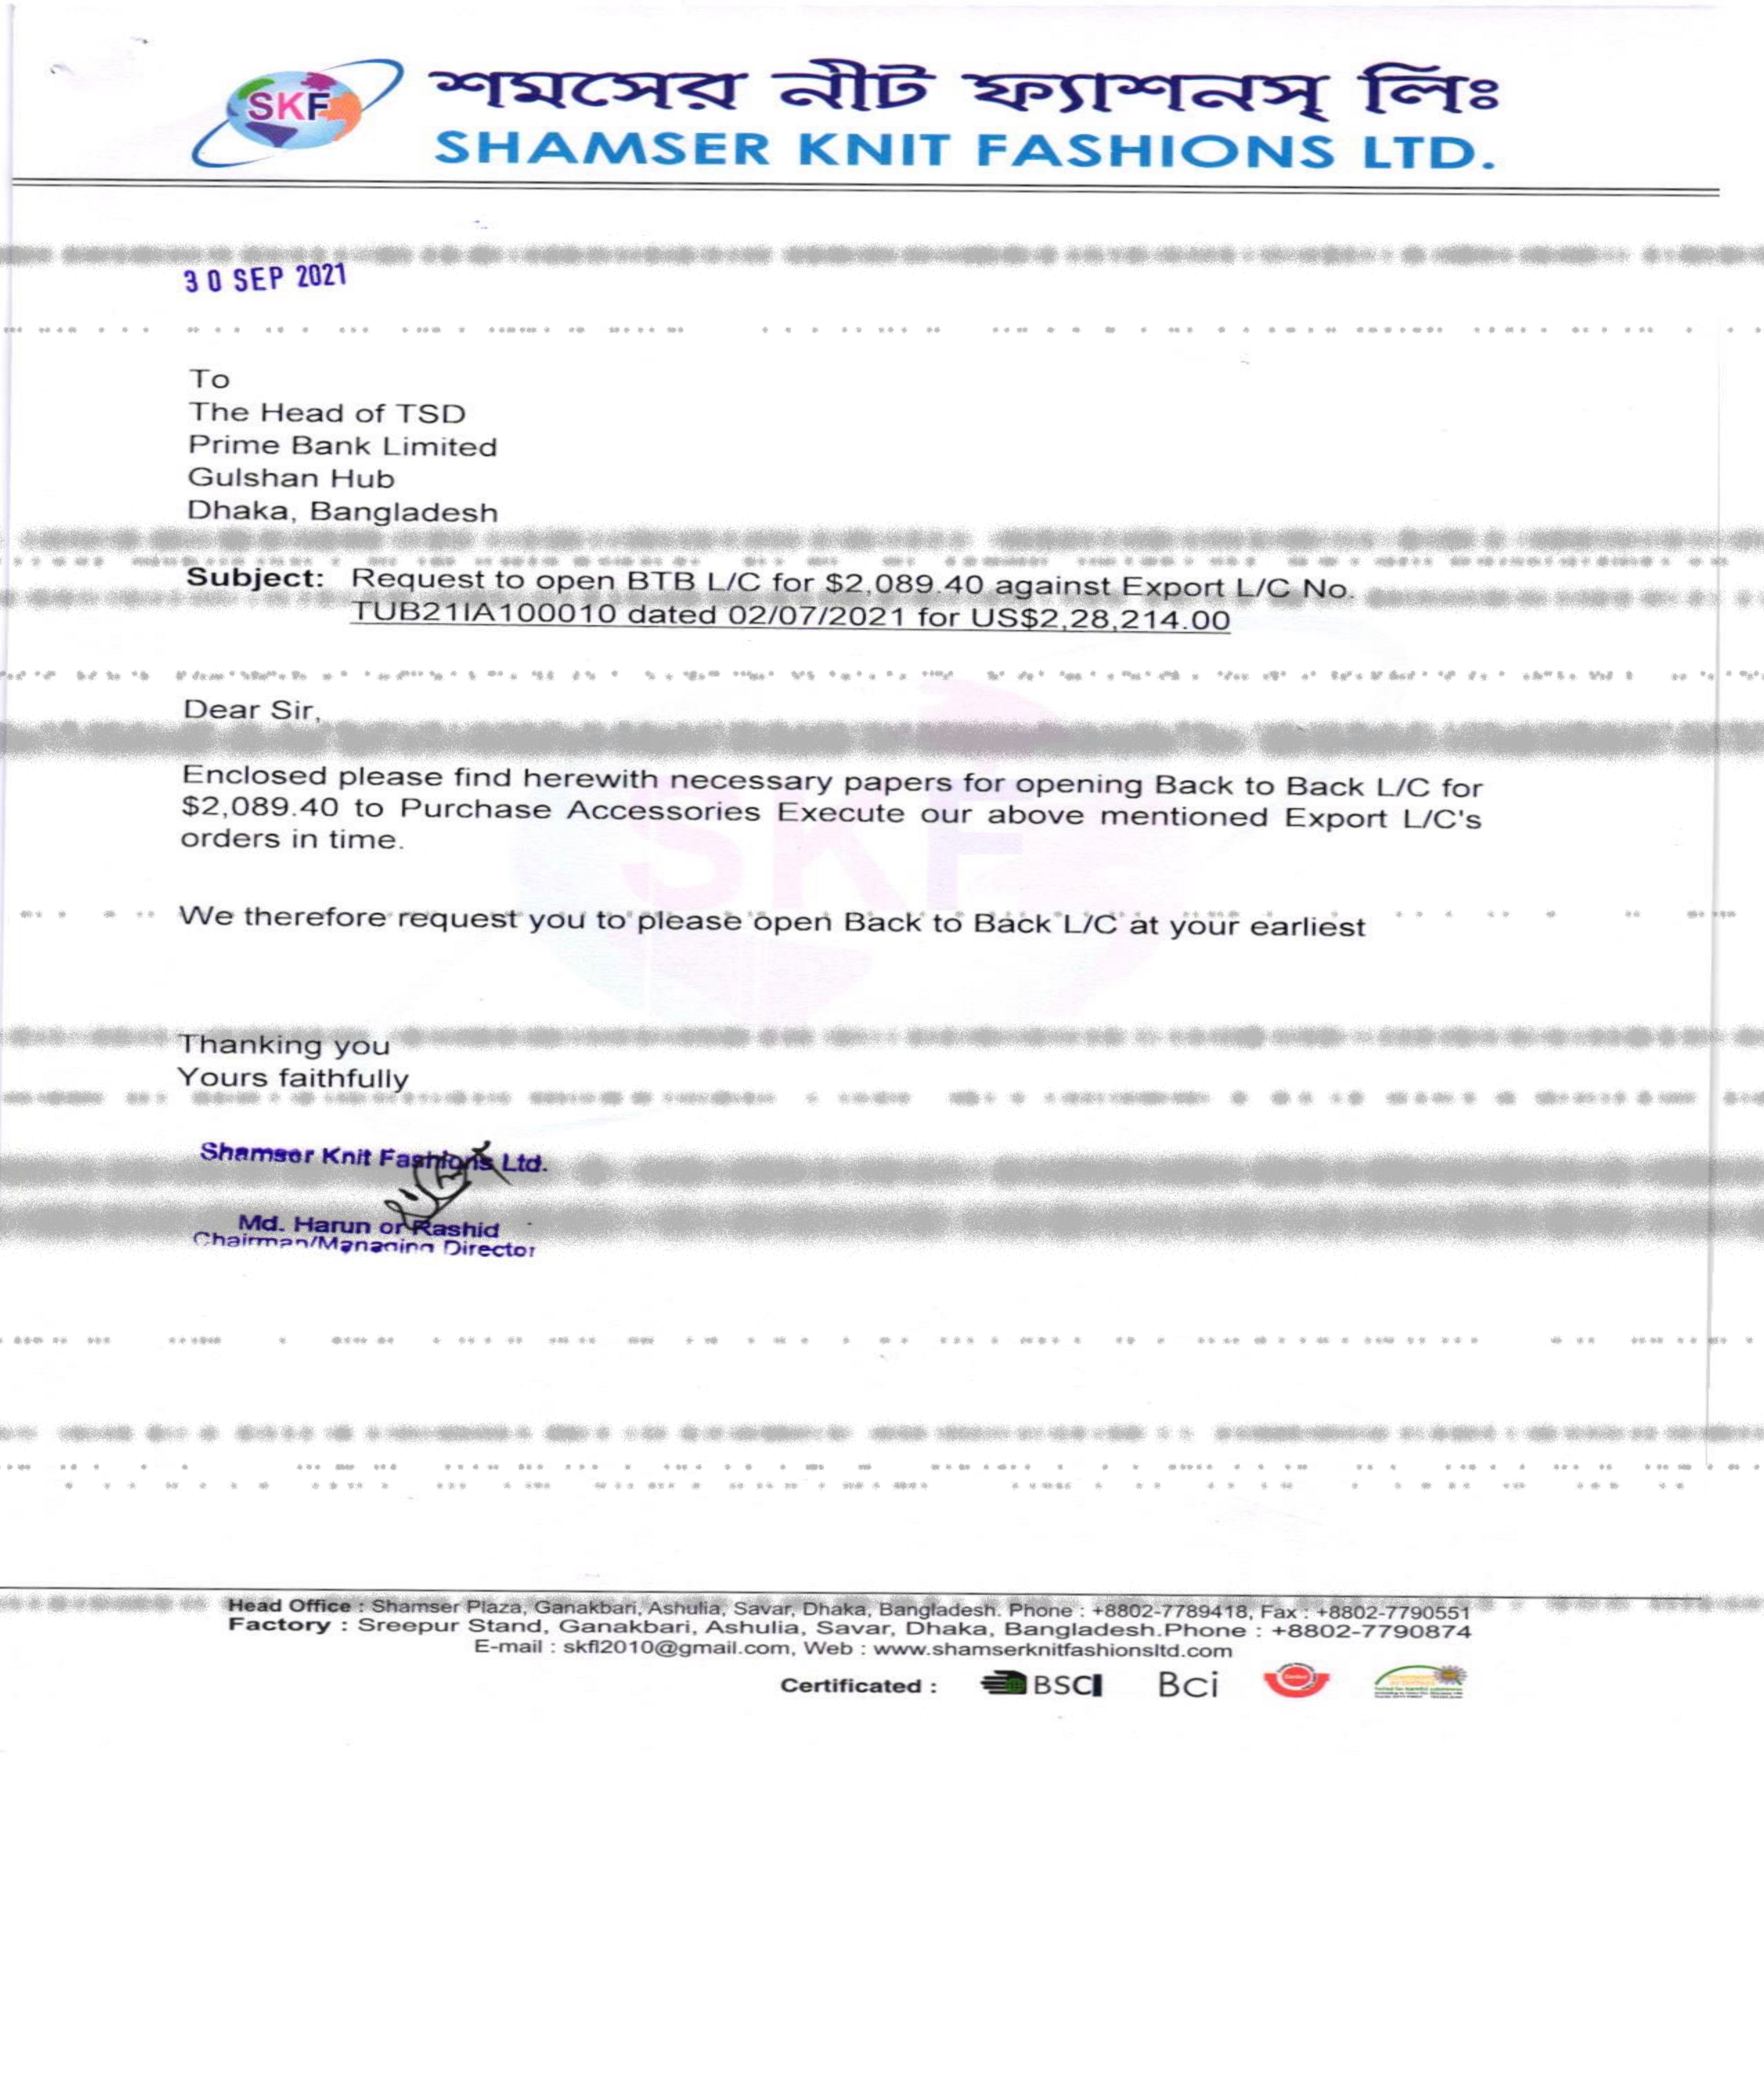 SKF
শমসের নীট ফ্যাশনস্ লিঃ
SHAMSER KNIT FASHIONS LTD.
30 SEP 2021
To
The Head of TSD
Prime Bank Limited
Gulshan Hub
Dhaka, Bangladesh
Subject: Request to open BTB L/C for $2,089.40 against Export L/C No.
TUB21IA100010 dated 02/07/2021 for US$2,28,214.00
Dear Sir,
Enclosed please find herewith necessary papers for opening Back to Back L/C for
$2,089.40 to Purchase Accessories Execute our above mentioned Export L/C's
orders in time.
We therefore request you to please open Back to Back L/C at your earliest
Thanking you
Yours faithfully
Shamser Knit Fashions Ltd.
Md. Harun or Rashid
Chairman/Managing Director
Head Office : Shamser Plaza, Ganakbari, Ashulia, Savar, Dhaka, Bangladesh. Phone : +8802-7789418, Fax : +8802-7790551
Factory : Sreepur Stand, Ganakbari, Ashulia, Savar, Dhaka, Bangladesh.Phone : +8802-7790874
E-mail : skfl2010@gmail.com, Web : www.shamserknitfashionsltd.com
Certificated : BSCI Bci